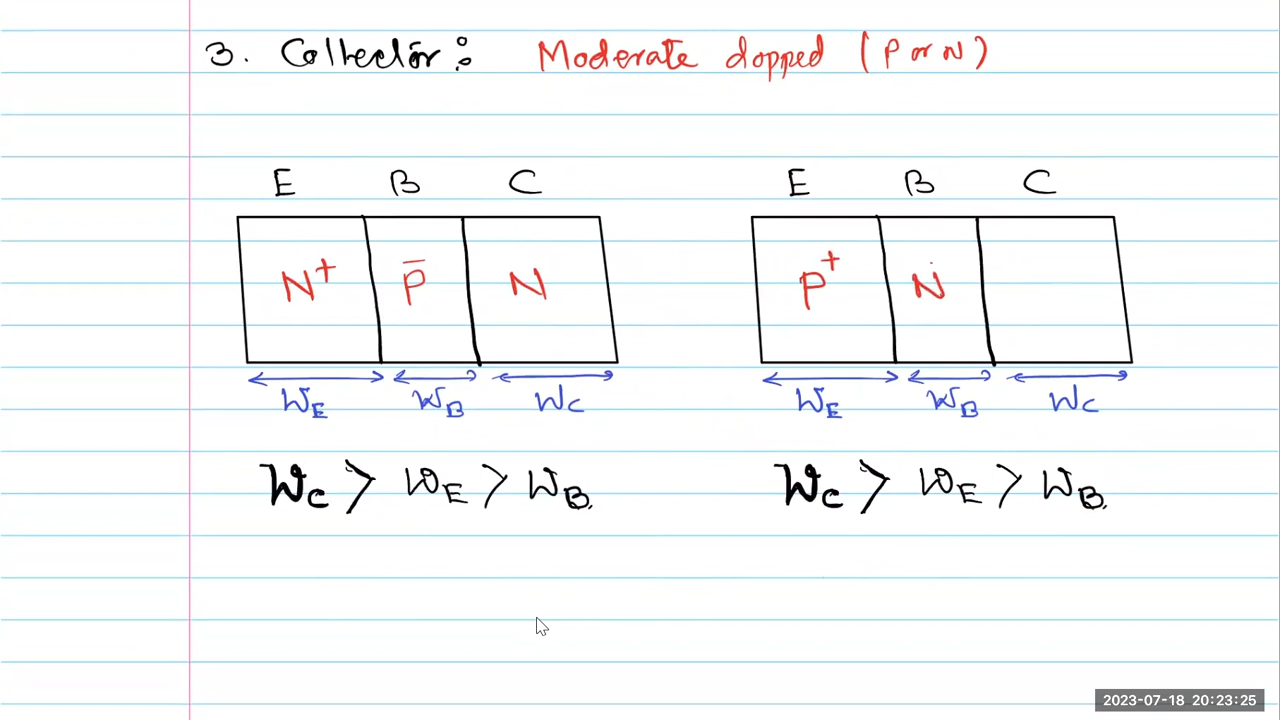 3. Collector: Moderate dopped (P or N)
E B C E B C
N+ P̄ N P+ Ṅ
WE WB WC WE WB WC
WC > WE > WB. WC > WE > WB.
2023-07-18 20:23:25